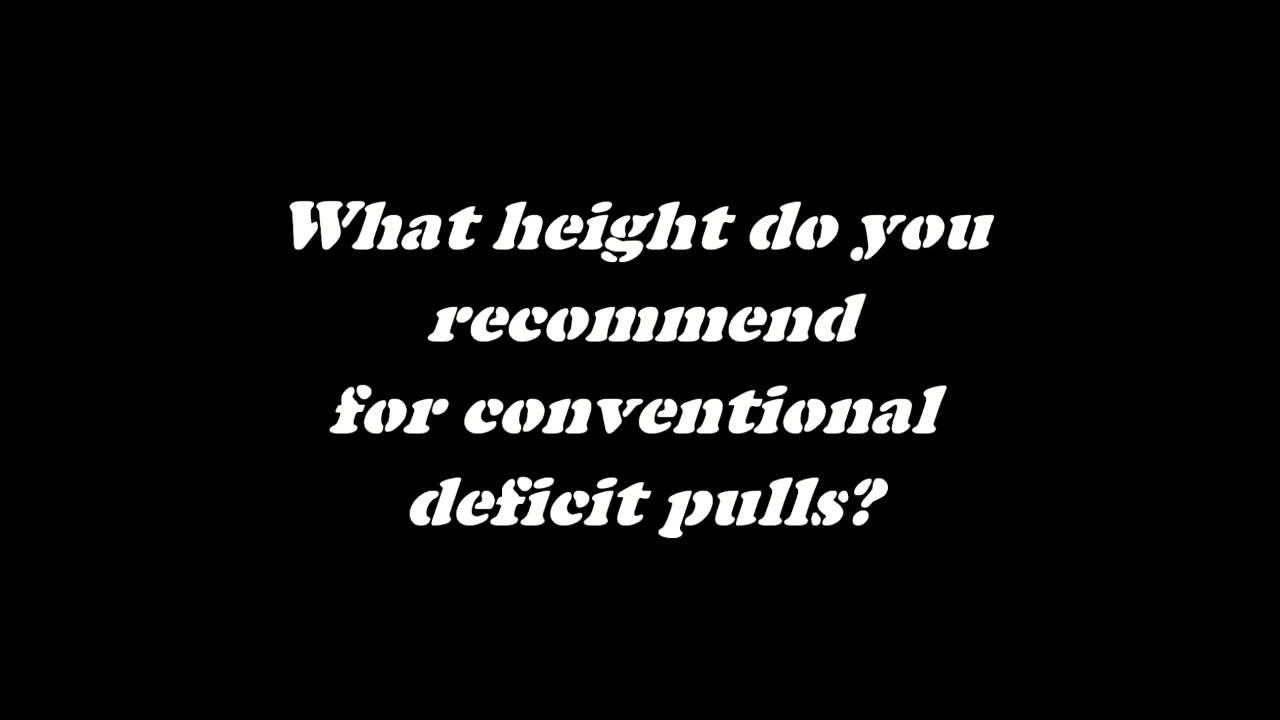 What height do you
recommend
for conventional
deficit pulls?